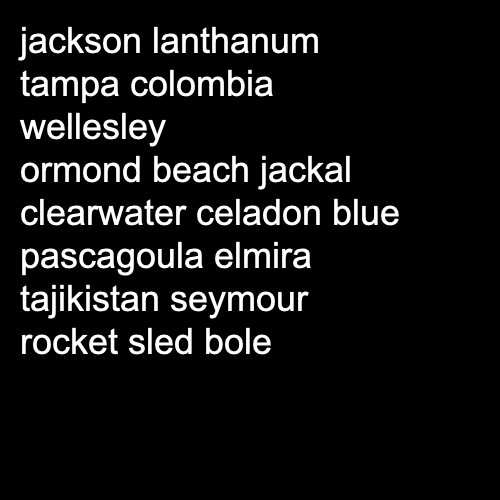 jackson lanthanum
tampa colombia
wellesley
ormond beach jackal
clearwater celadon blue
pascagoula elmira
tajikistan seymour
rocket sled bole